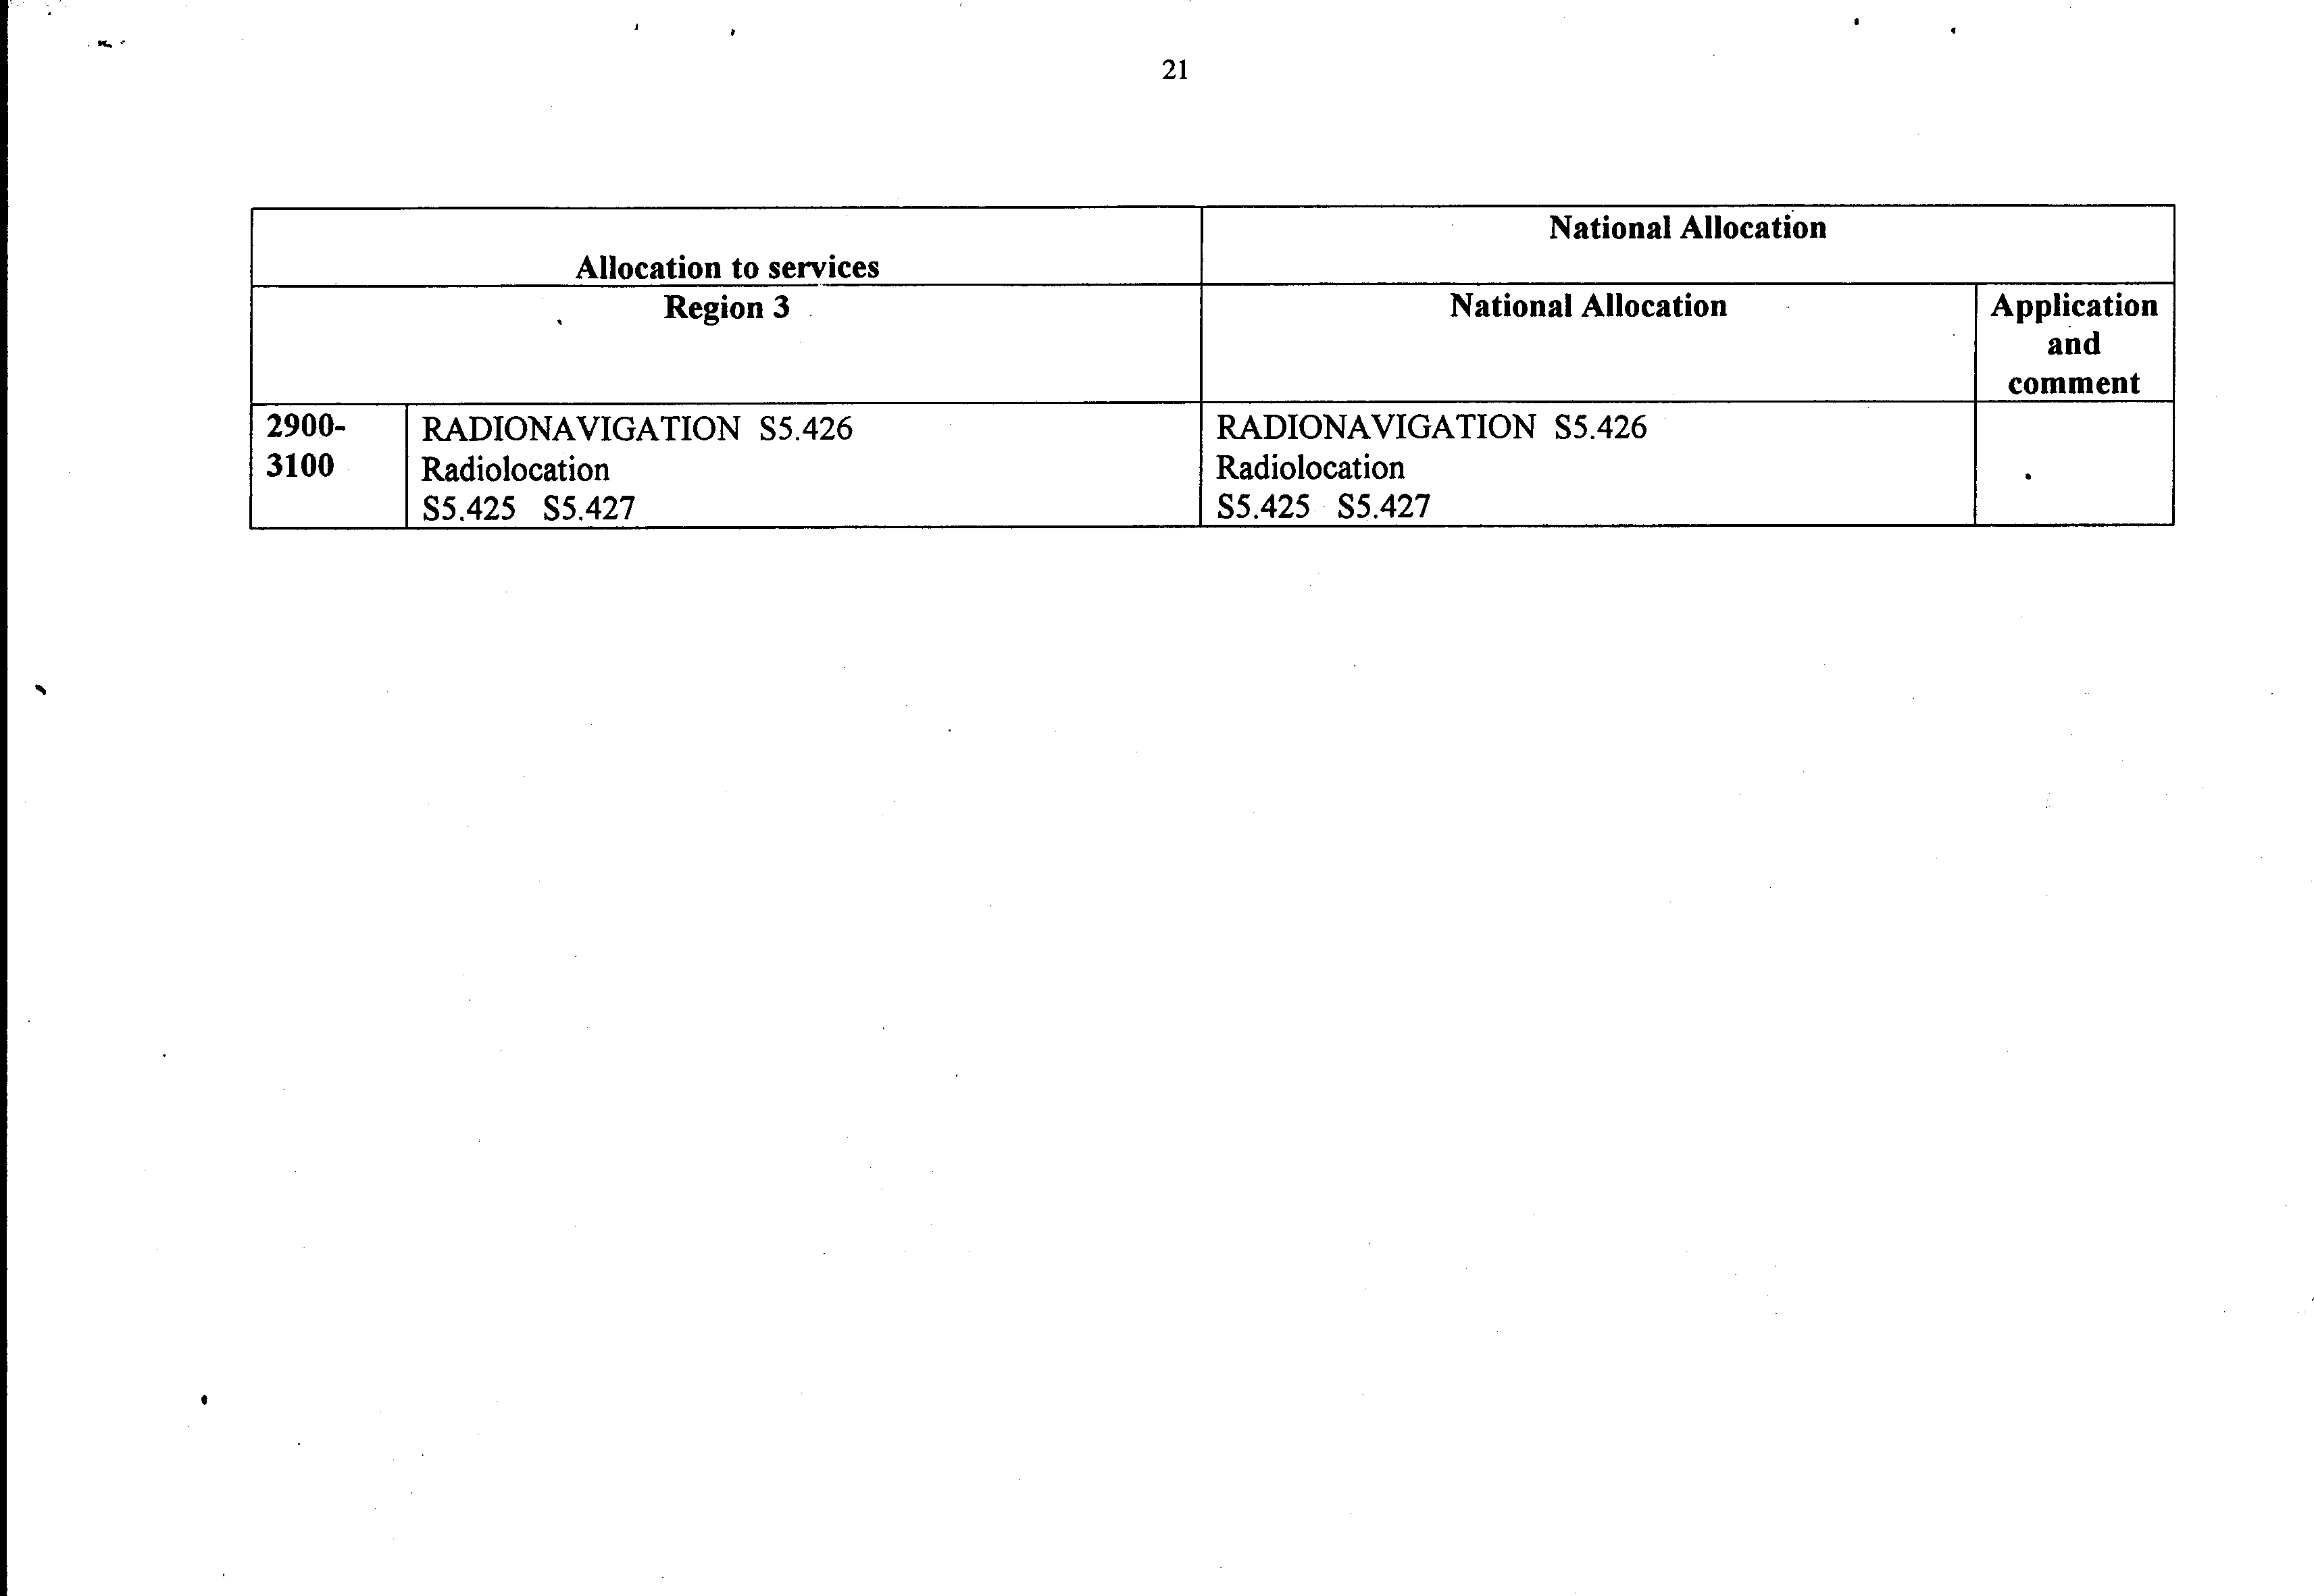 21
National Allocation
Allocation to services
Region 3
National Allocation
Application
and
comment
2900-
3100
RADIONAVIGATION S5.426
Radiolocation
S5.425 S5.427
RADIONAVIGATION S5.426
Radiolocation
S5.425 S5.427